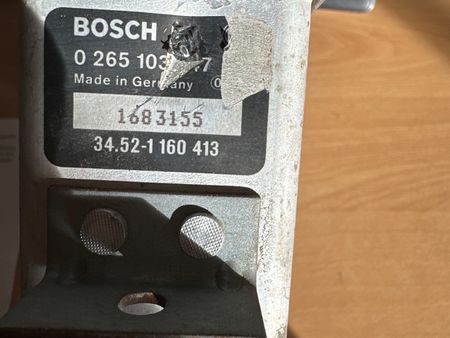 BOSCH
0 265 103
Made in Germany
1683155
34.52-1 160 413